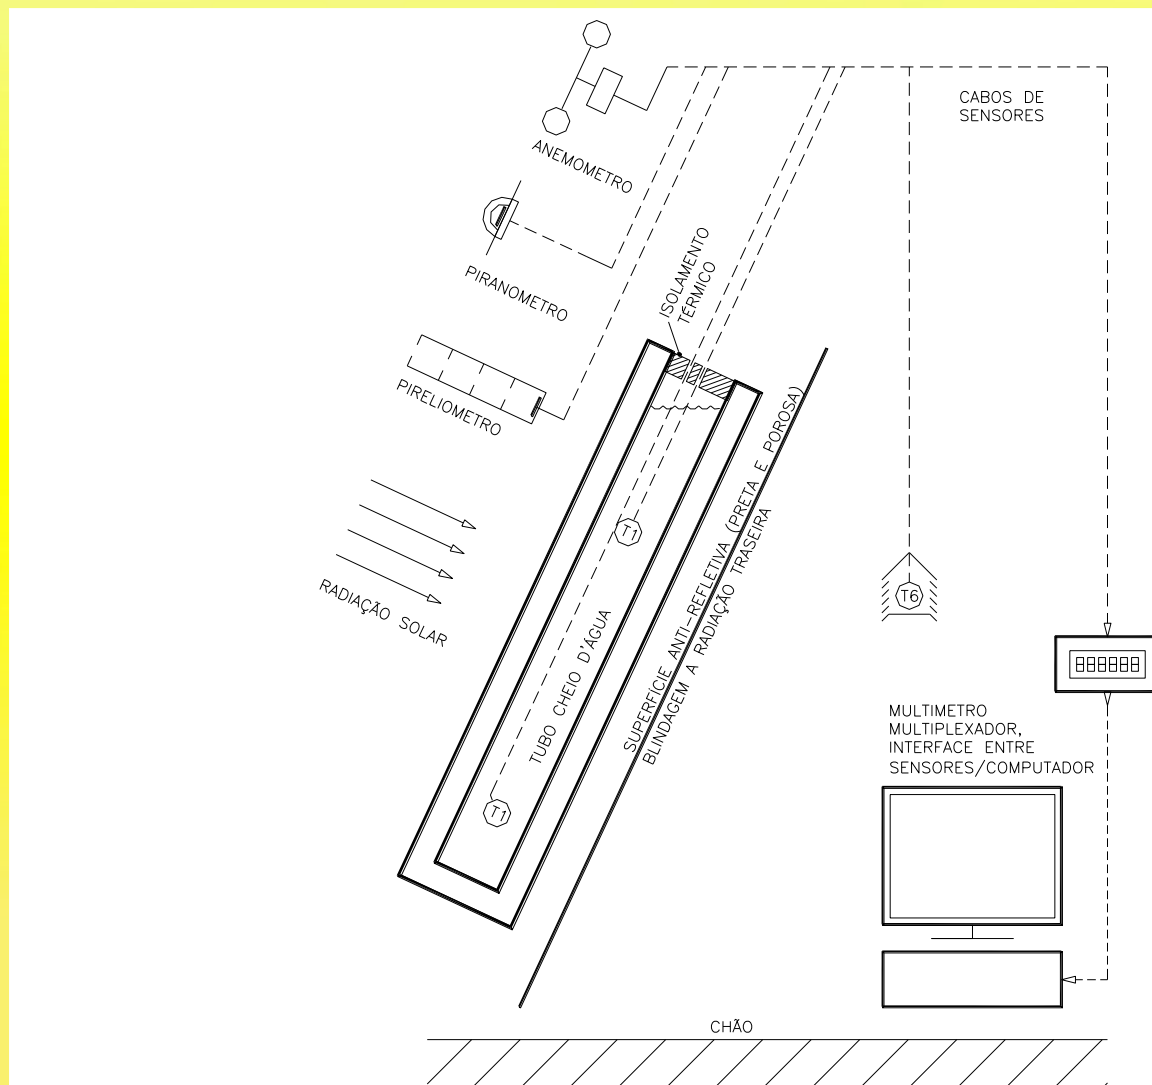 CABOS DE
SENSORES
ANEMOMETRO
PIRANOMETRO
ISOLAMENTO
TÉRMICO
PIRELIOMETRO
RADIAÇÃO SOLAR
T1
TUBO CHEIO D'ÁGUA
T1
SUPERFÍCIE ANTI-REFLETIVA (PRETA E POROSA)
BLINDAGEM A RADIAÇÃO TRASEIRA
T6
888888
MULTIMETRO
MULTIPLEXADOR,
INTERFACE ENTRE
SENSORES/COMPUTADOR
CHÃO